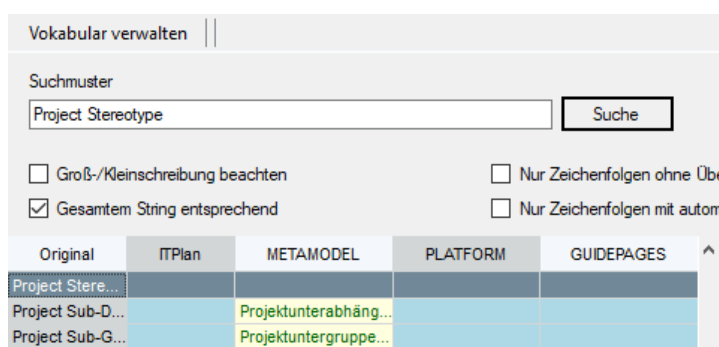 Vokabular verwalten
Suchmuster
Project Stereotype Suche
Groß-/Kleinschreibung beachten Nur Zeichenfolgen ohne Übe
Gesamtem String entsprechend Nur Zeichenfolgen mit autom
Original ITPlan METAMODEL PLATFORM GUIDEPAGES
Project Stere...
Project Sub-D... Projektunterabhäng...
Project Sub-G... Projektuntergruppe...